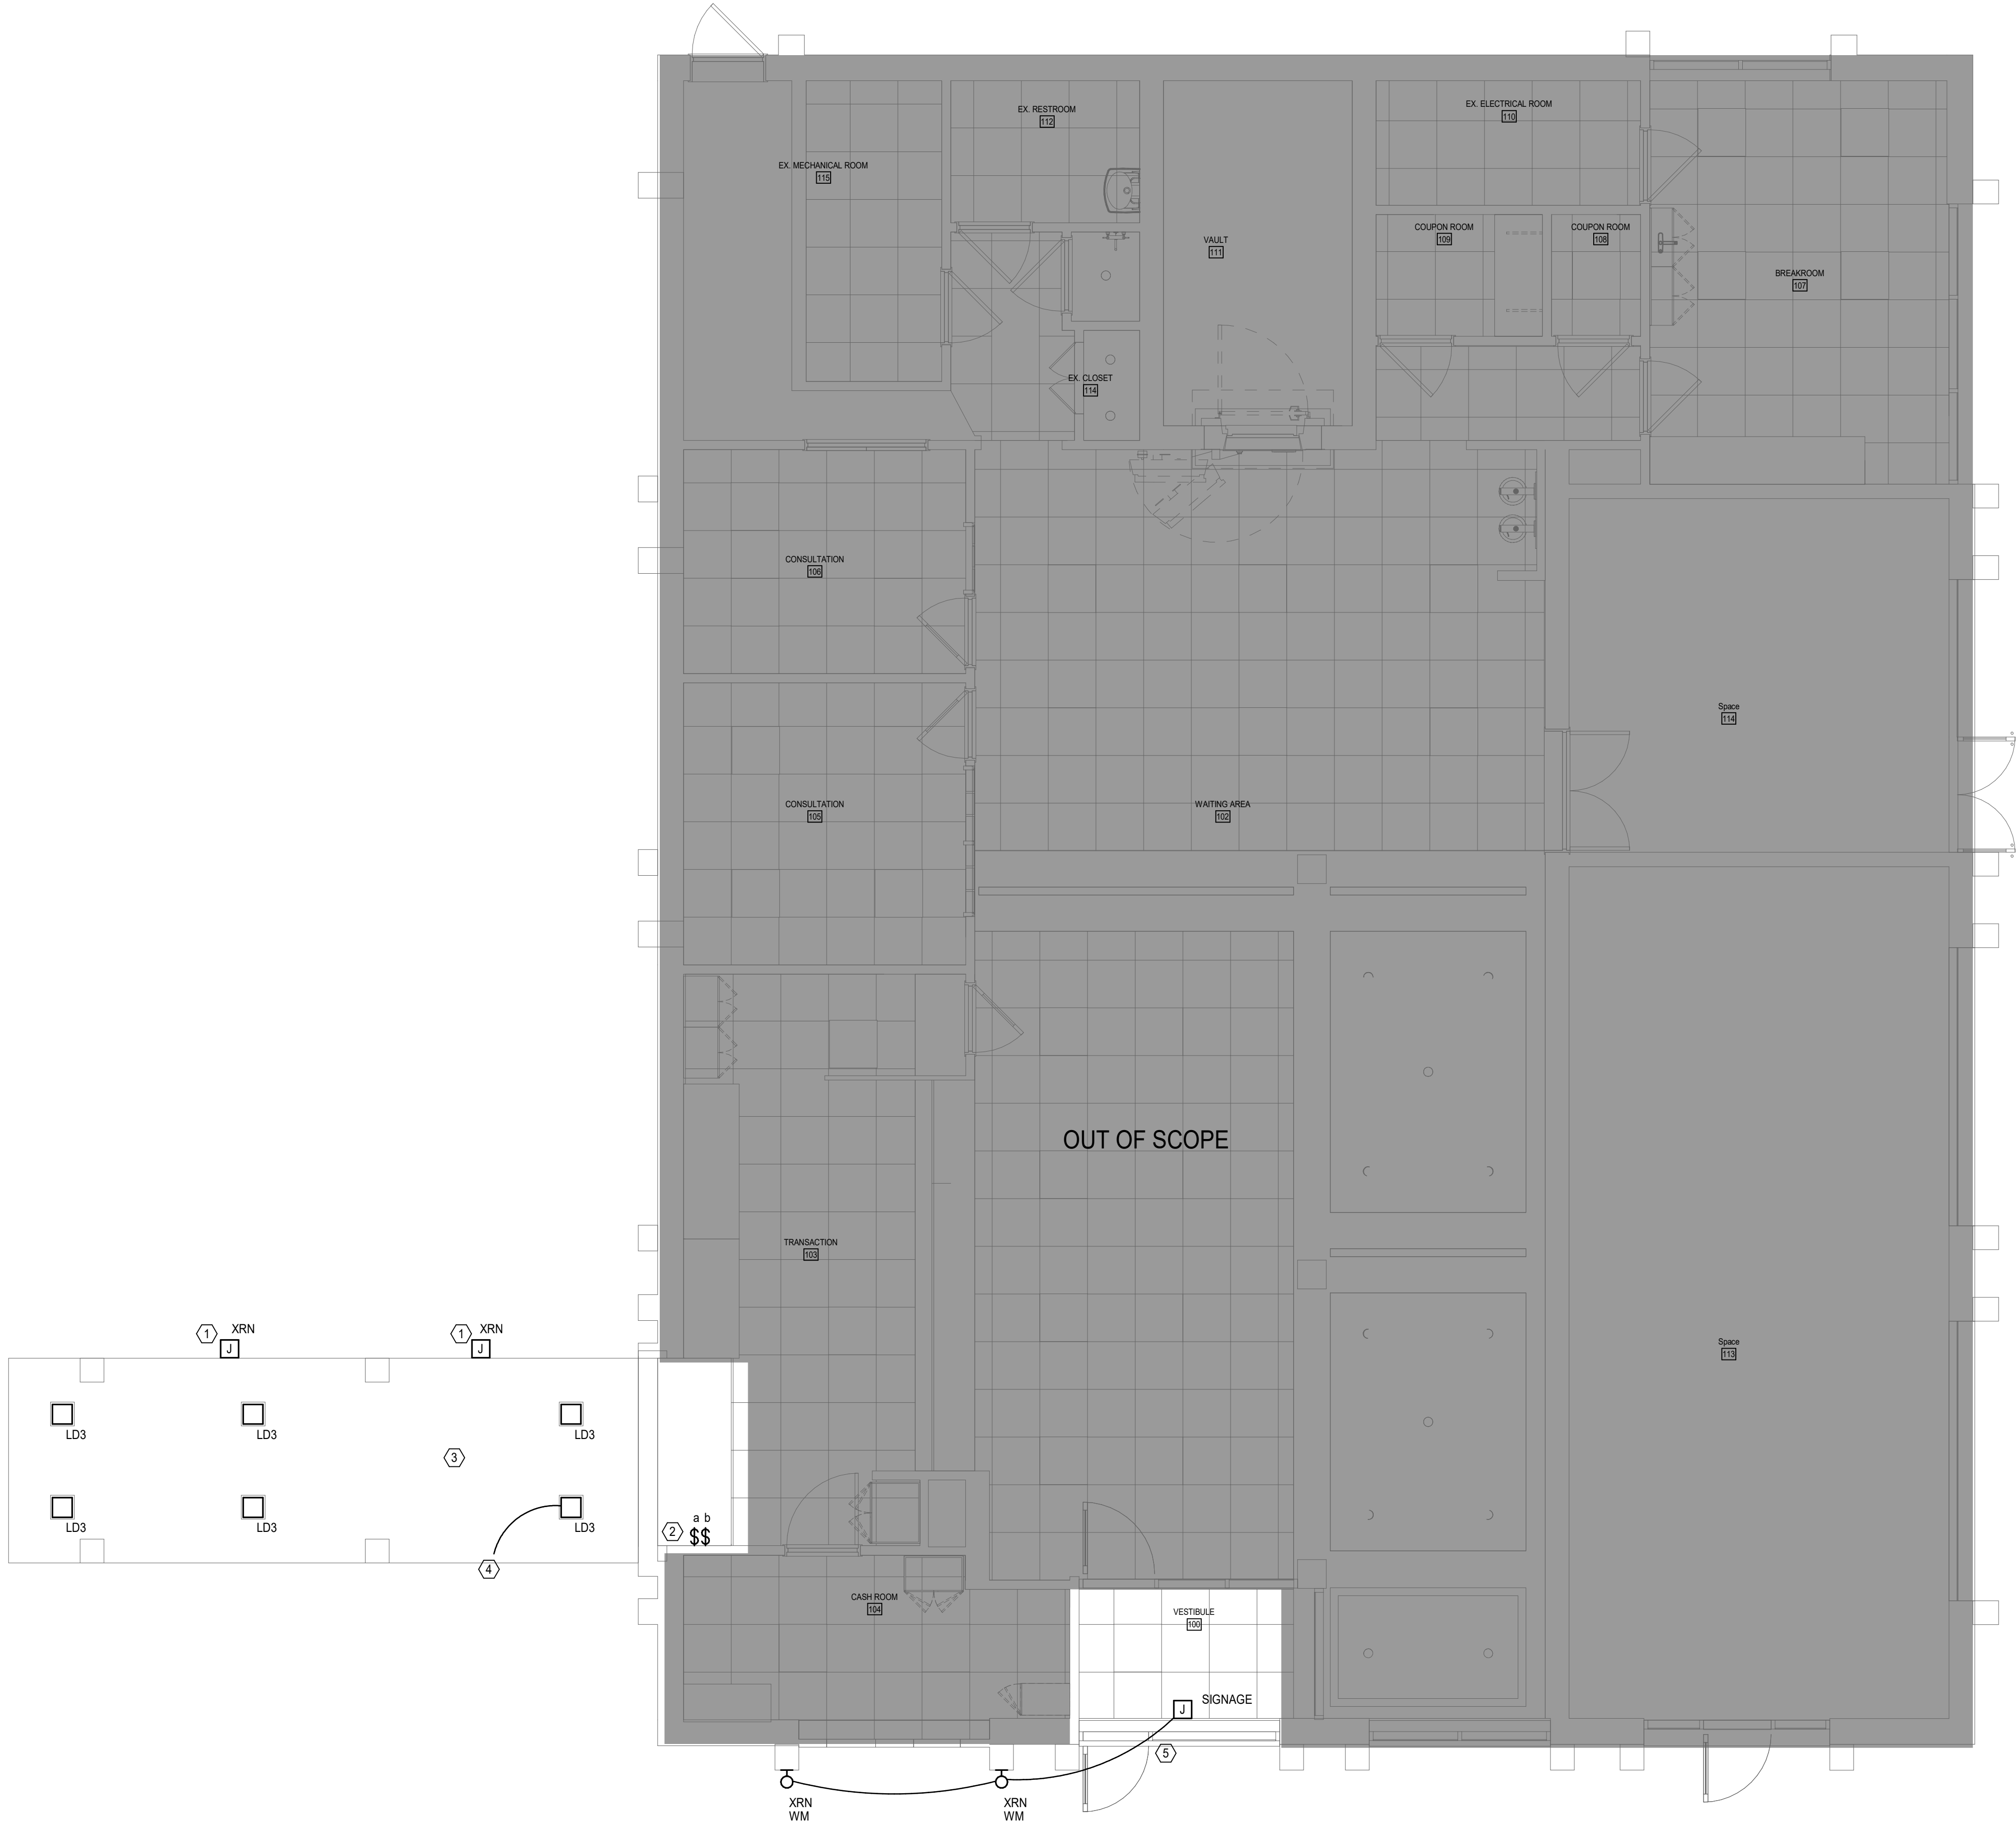 EX. RESTROOM
112
EX. ELECTRICAL ROOM
110
EX. MECHANICAL ROOM
115
VAULT
111
COUPON ROOM
109
COUPON ROOM
108
BREAKROOM
107
EX. CLOSET
114
CONSULTATION
106
Space
114
CONSULTATION
105
WAITING AREA
102
OUT OF SCOPE
TRANSACTION
103
1
XRN
J
1
XRN
J
Space
113
LD3
LD3
LD3
3
LD3
LD3
LD3
4
2
a b
$$
CASH ROOM
104
VESTIBULE
100
J
SIGNAGE
5
XRN
WM
XRN
WM